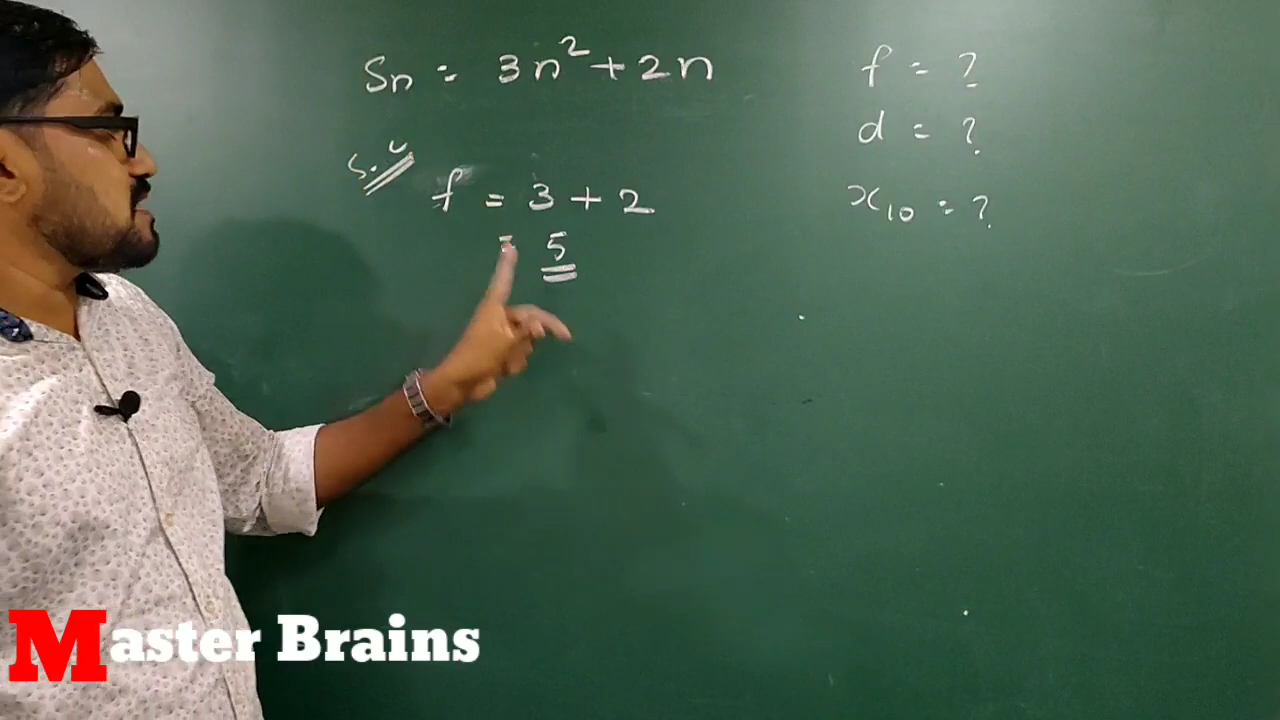 Sn = 3n² + 2n
f = ?
d = ?
x₁₀ = ?
f = 3 + 2
= 5
Master Brains